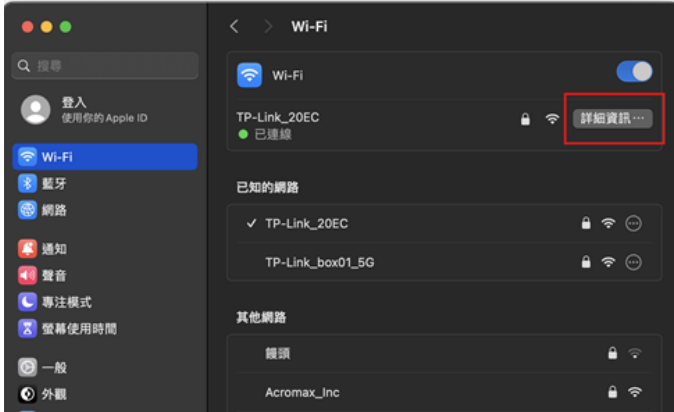 Wi-Fi
搜尋
登入
使用你的 Apple ID
Wi-Fi
藍牙
網路
通知
聲音
專注模式
螢幕使用時間
一般
外觀
Wi-Fi
TP-Link_20EC
已連線
詳細資訊…
已知的網路
TP-Link_20EC
TP-Link_box01_5G
其他網路
饅頭
Acromax_Inc